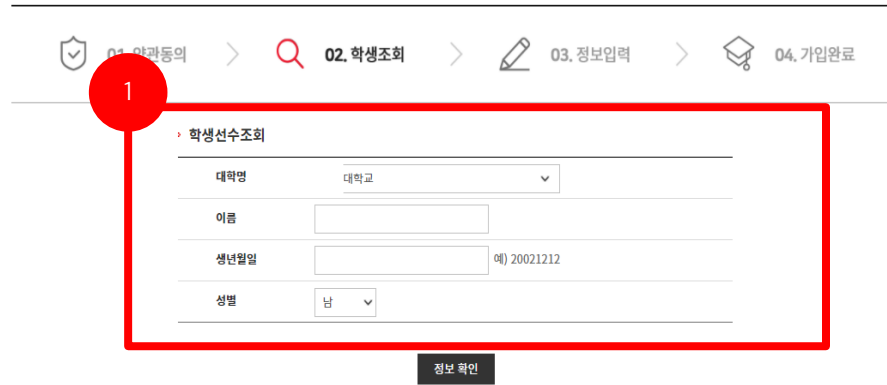 01. 약관동의
02. 학생조회
03. 정보입력
04. 가입완료
1
학생선수조회
대학명 대학교
이름
생년월일 예) 20021212
성별 남
정보 확인